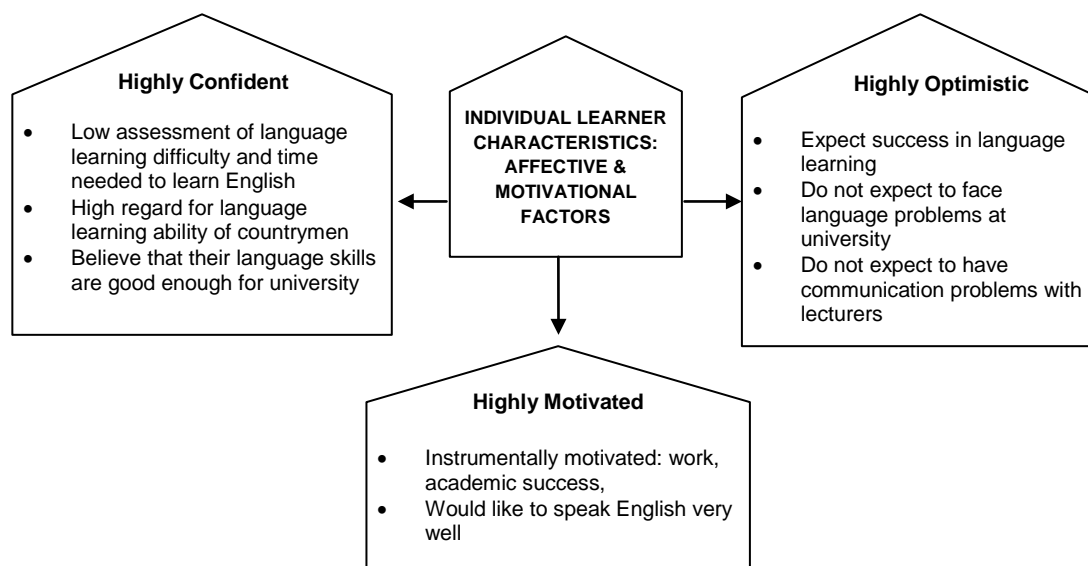 Highly Confident
• Low assessment of language
learning difficulty and time
needed to learn English
• High regard for language
learning ability of countrymen
• Believe that their language skills
are good enough for university
INDIVIDUAL LEARNER
CHARACTERISTICS:
AFFECTIVE &
MOTIVATIONAL
FACTORS
Highly Optimistic
• Expect success in language
learning
• Do not expect to face
language problems at
university
• Do not expect to have
communication problems with
lecturers
Highly Motivated
• Instrumentally motivated: work,
academic success,
• Would like to speak English very
well